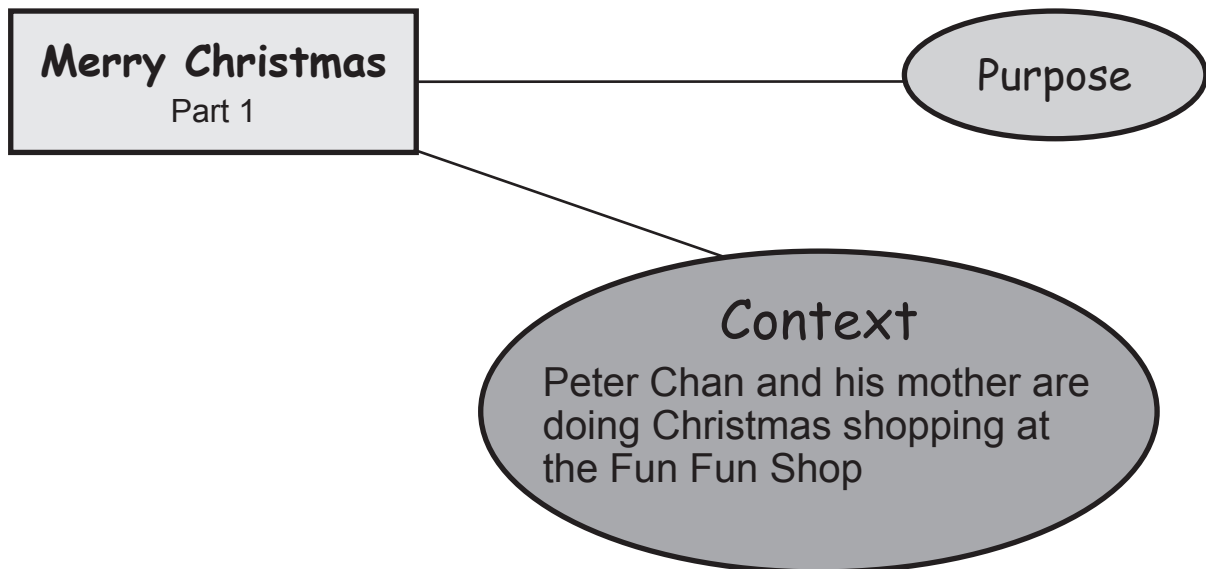 Merry Christmas
Part 1
Purpose
Context
Peter Chan and his mother are
doing Christmas shopping at
the Fun Fun Shop